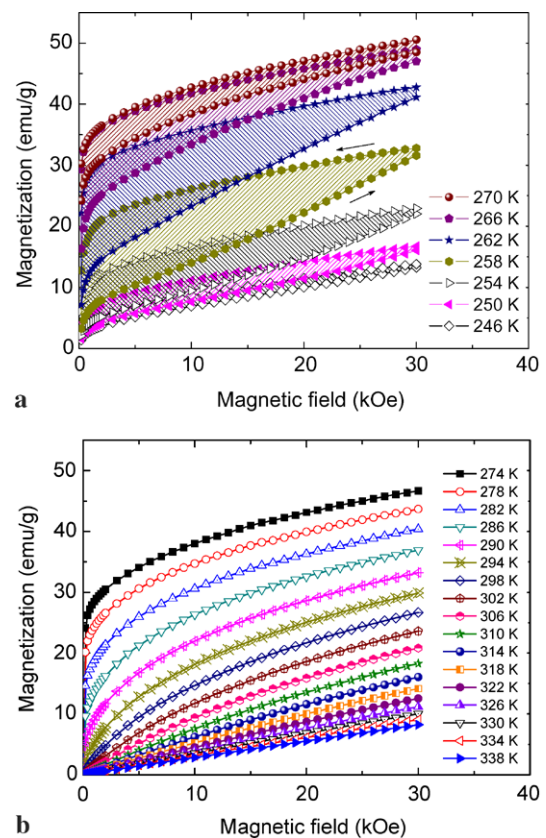 50
40
30
20
10
0
Magnetization (emu/g)
270 K
266 K
262 K
258 K
254 K
250 K
246 K
0
10
20
30
40
Magnetic field (kOe)
a
50
40
30
20
10
0
Magnetization (emu/g)
274 K
278 K
282 K
286 K
290 K
294 K
298 K
302 K
306 K
310 K
314 K
318 K
322 K
326 K
330 K
334 K
338 K
0
10
20
30
40
Magnetic field (kOe)
b